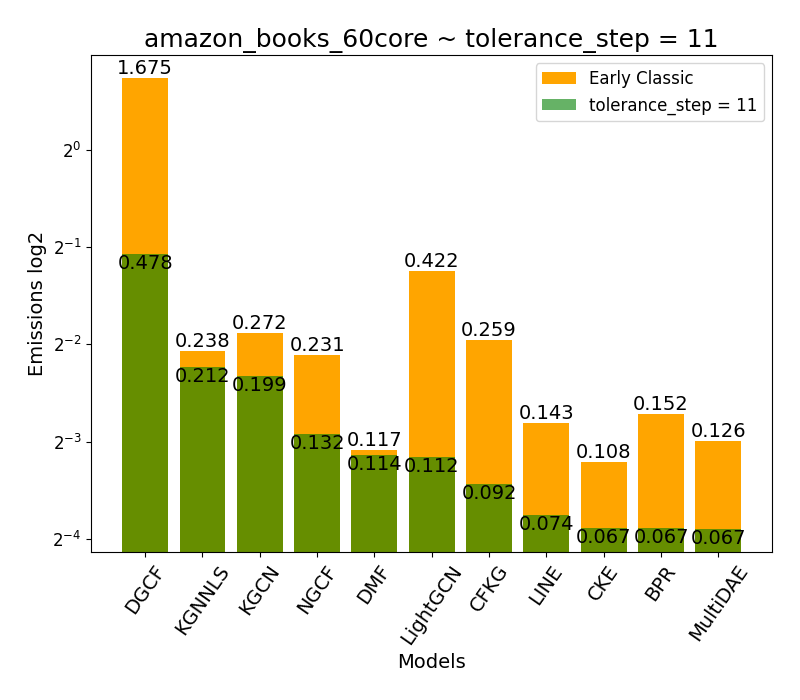 amazon_books_60core ~ tolerance_step = 11
Early Classic
tolerance_step = 11
Emissions log2
2⁰
2⁻¹
2⁻²
2⁻³
2⁻⁴
1.675
0.478
0.238
0.212
0.272
0.199
0.231
0.132
0.117
0.114
0.422
0.112
0.259
0.092
0.143
0.074
0.108
0.067
0.152
0.067
0.126
0.067
DGCF
KGNNLS
KGCN
NGCF
DMF
LightGCN
CFKG
LINE
CKE
BPR
MultiDAE
Models